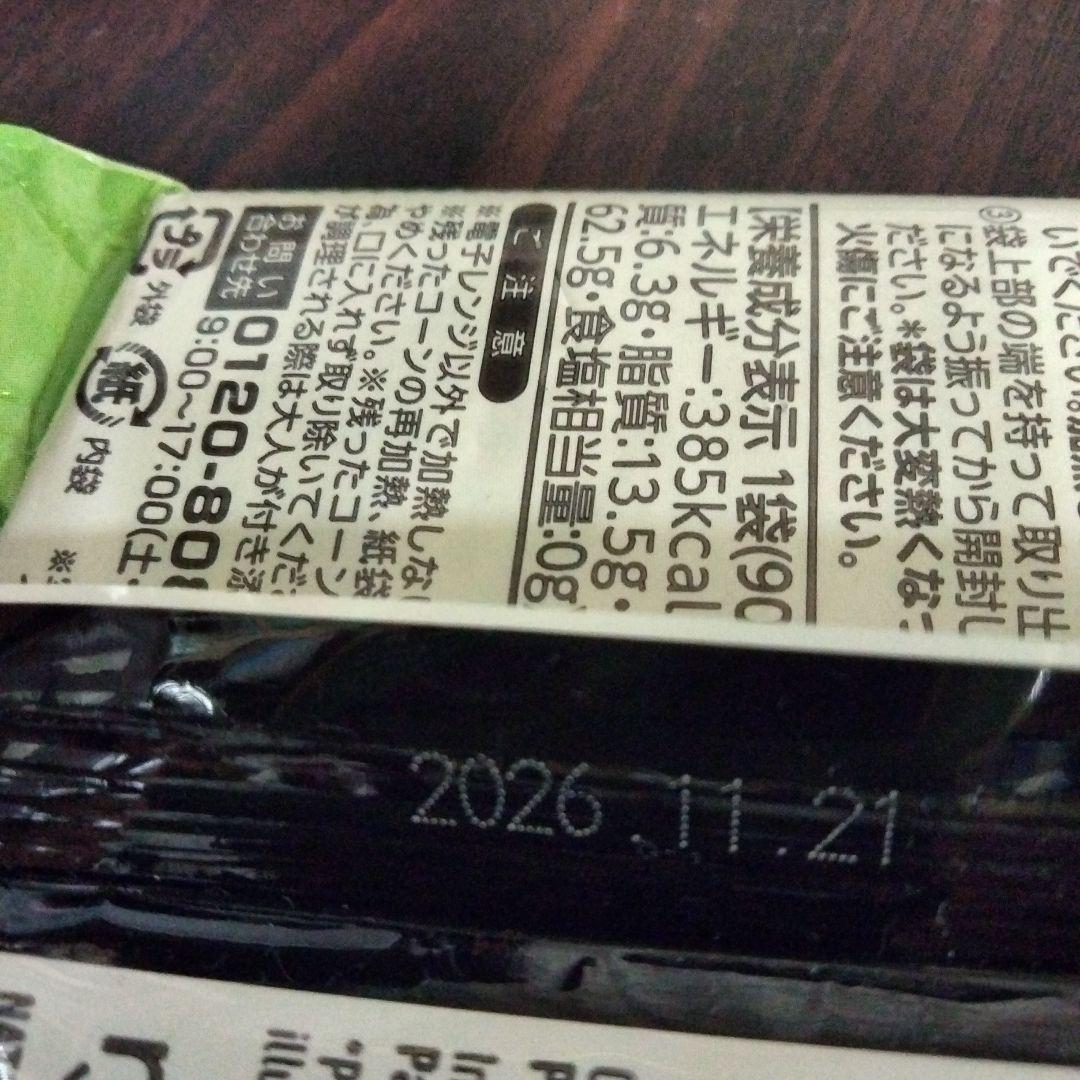 いでください。
③袋上部の端を持って取り出
になるよう振ってから開封し
ださい。*袋は大変熱くな
火傷にご注意ください。
【栄養成分表示 1袋(90
エネルギー:385kcal
質:6.3g・脂質:13.5g・
62.5g・食塩相当量:0g
ご注意
※電子レンジ以外で加熱しな
※残ったコーンの再加熱、紙袋
やめください。※残ったコーン
高、口に入れず取り除いてくだ
が調理される際は大人が付き添
お問い
合わせ先
0120-80
9:00~17:00(土・
プラ 外袋
紙 内袋
2026.11.21